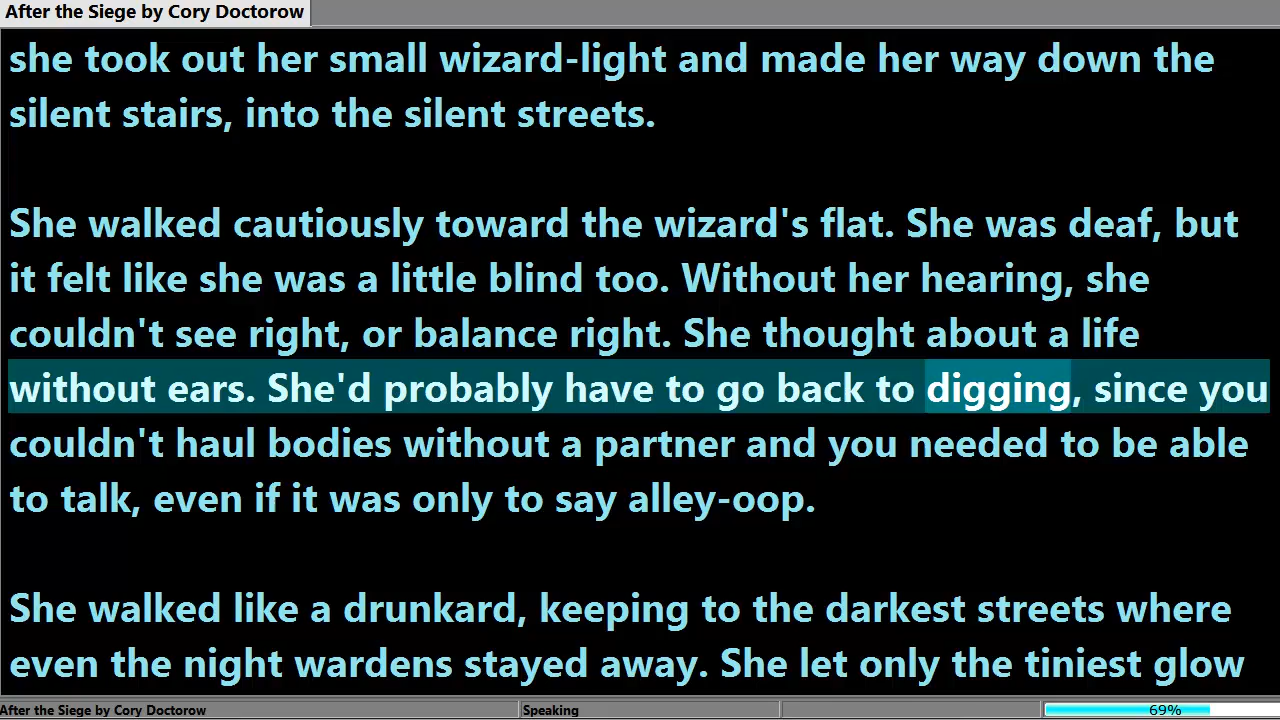 After the Siege by Cory Doctorow
she took out her small wizard-light and made her way down the
silent stairs, into the silent streets.
She walked cautiously toward the wizard's flat. She was deaf, but
it felt like she was a little blind too. Without her hearing, she
couldn't see right, or balance right. She thought about a life
without ears. She'd probably have to go back to digging, since you
couldn't haul bodies without a partner and you needed to be able
to talk, even if it was only to say alley-oop.
She walked like a drunkard, keeping to the darkest streets where
even the night wardens stayed away. She let only the tiniest glow
After the Siege by Cory Doctorow
Speaking
69%